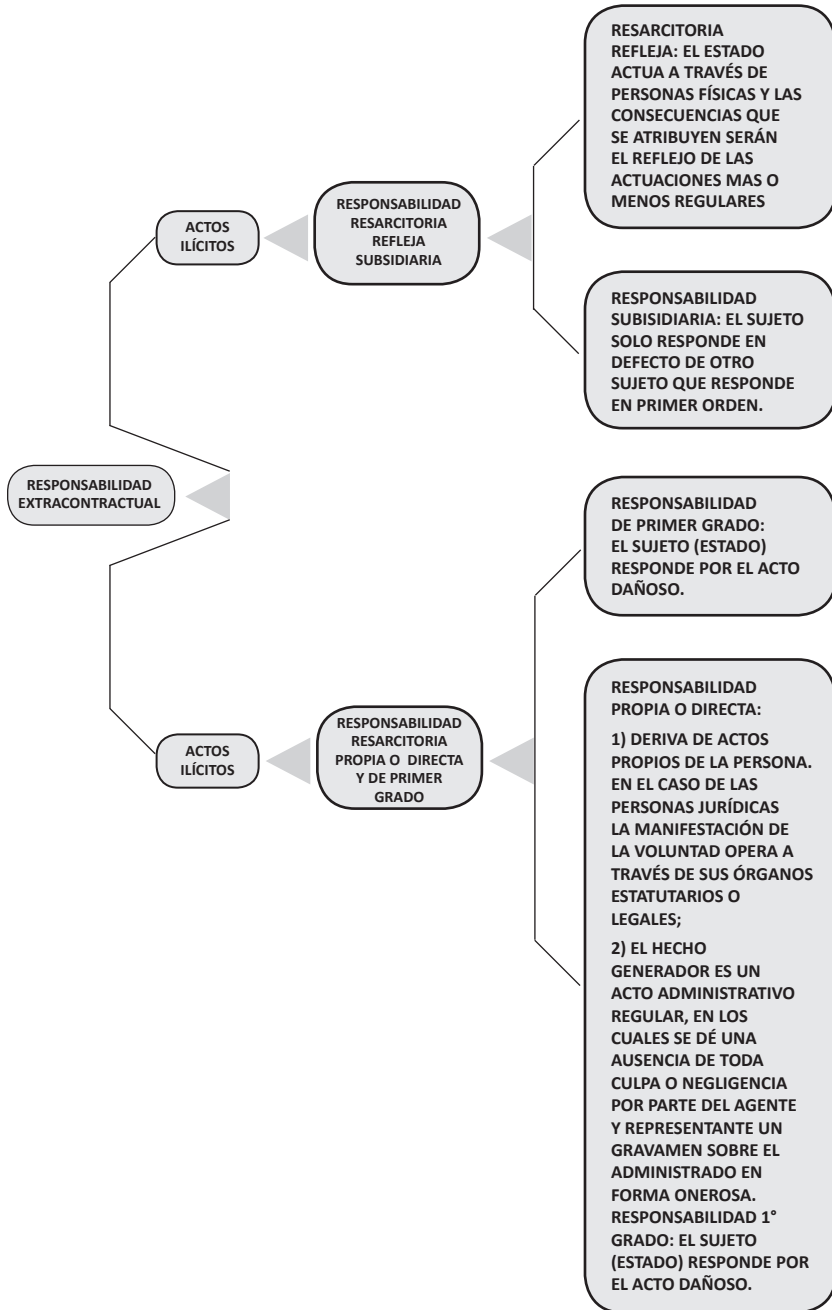 RESPONSABILIDAD
EXTRACONTRACTUAL
ACTOS
ILÍCITOS
RESPONSABILIDAD
RESARCITORIA
REFLEJA
SUBSIDIARIA
RESARCITORIA
REFLEJA: EL ESTADO
ACTUA A TRAVÉS DE
PERSONAS FÍSICAS Y LAS
CONSECUENCIAS QUE
SE ATRIBUYEN SERÁN
EL REFLEJO DE LAS
ACTUACIONES MAS O
MENOS REGULARES
RESPONSABILIDAD
SUBISIDIARIA: EL SUJETO
SOLO RESPONDE EN
DEFECTO DE OTRO
SUJETO QUE RESPONDE
EN PRIMER ORDEN.
ACTOS
ILÍCITOS
RESPONSABILIDAD
RESARCITORIA
PROPIA O DIRECTA
Y DE PRIMER
GRADO
RESPONSABILIDAD
DE PRIMER GRADO:
EL SUJETO (ESTADO)
RESPONDE POR EL ACTO
DAÑOSO.
RESPONSABILIDAD
PROPIA O DIRECTA:
1) DERIVA DE ACTOS
PROPIOS DE LA PERSONA.
EN EL CASO DE LAS
PERSONAS JURÍDICAS
LA MANIFESTACIÓN DE
LA VOLUNTAD OPERA A
TRAVÉS DE SUS ÓRGANOS
ESTATUTARIOS O
LEGALES;
2) EL HECHO
GENERADOR ES UN
ACTO ADMINISTRATIVO
REGULAR, EN LOS
CUALES SE DÉ UNA
AUSENCIA DE TODA
CULPA O NEGLIGENCIA
POR PARTE DEL AGENTE
Y REPRESENTANTE UN
GRAVAMEN SOBRE EL
ADMINISTRADO EN
FORMA ONEROSA.
RESPONSABILIDAD 1°
GRADO: EL SUJETO
(ESTADO) RESPONDE POR
EL ACTO DAÑOSO.